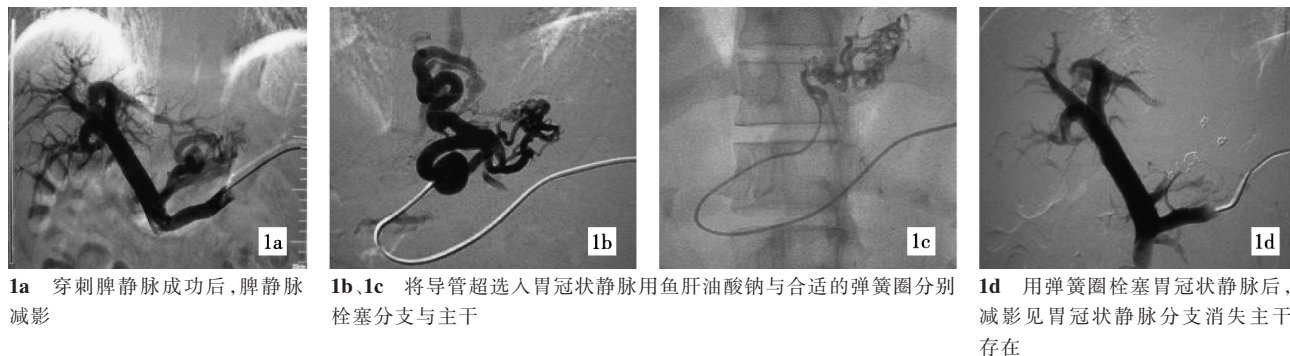 1a
1b
1c
1d
1a 穿刺脾静脉成功后,脾静脉
减影
1b、1c 将导管超选入胃冠状静脉用鱼肝油酸钠与合适的弹簧圈分别
栓塞分支与主干
1d 用弹簧圈栓塞胃冠状静脉后,
减影见胃冠状静脉分支消失主干
存在